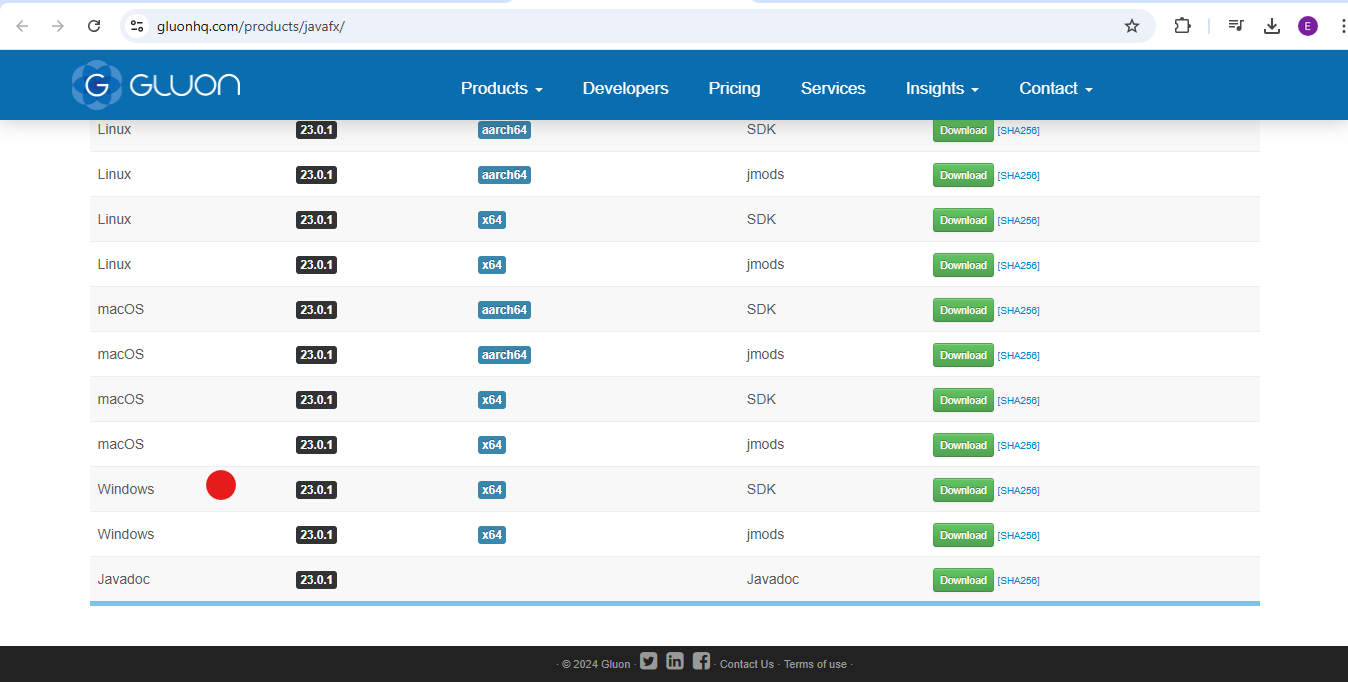 gluonhq.com/products/javafx/
E
G GLUON Products Developers Pricing Services Insights Contact
Linux 23.0.1 aarch64 SDK Download [SHA256]
Linux 23.0.1 aarch64 jmods Download [SHA256]
Linux 23.0.1 x64 SDK Download [SHA256]
Linux 23.0.1 x64 jmods Download [SHA256]
macOS 23.0.1 aarch64 SDK Download [SHA256]
macOS 23.0.1 aarch64 jmods Download [SHA256]
macOS 23.0.1 x64 SDK Download [SHA256]
macOS 23.0.1 x64 jmods Download [SHA256]
Windows 23.0.1 x64 SDK Download [SHA256]
Windows 23.0.1 x64 jmods Download [SHA256]
Javadoc 23.0.1 Javadoc Download [SHA256]
· © 2024 Gluon · in f · Contact Us · Terms of use ·